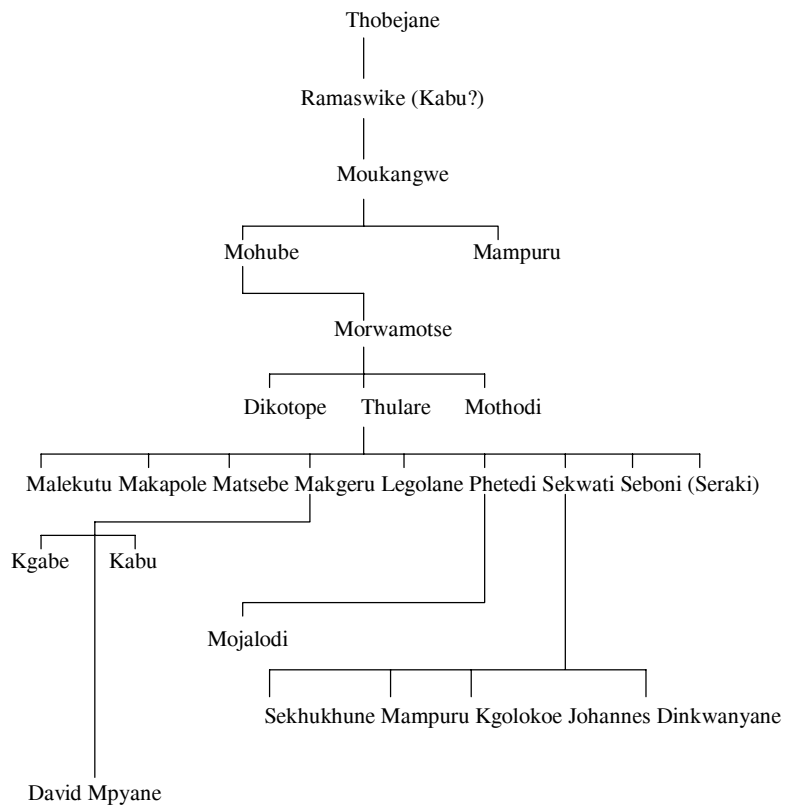 Thobejane
Ramaswike (Kabu?)
Moukangwe
Mohube Mampuru
Morwamotse
Dikotope Thulare Mothodi
Malekutu Makapole Matsebe Makgeru Legolane Phetedi Sekwati Seboni (Seraki)
Kgabe Kabu
Mojalodi
Sekhukhune Mampuru Kgolokoe Johannes Dinkwanyane
David Mpyane